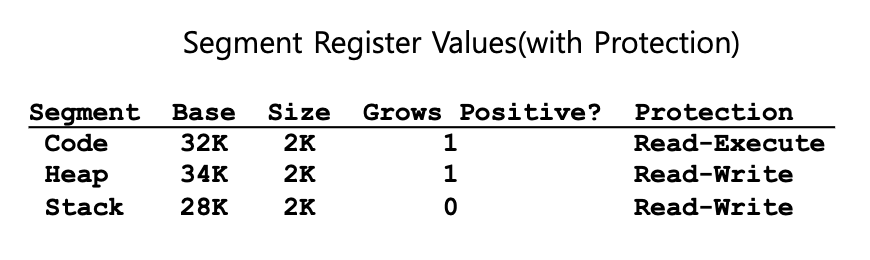 Segment Register Values(with Protection)
Segment Base Size Grows Positive? Protection
Code 32K 2K 1 Read-Execute
Heap 34K 2K 1 Read-Write
Stack 28K 2K 0 Read-Write